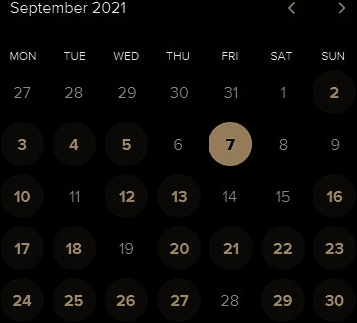 September 2021
MON TUE WED THU FRI SAT SUN
27 28 29 30 31 1 2
3 4 5 6 7 8 9
10 11 12 13 14 15 16
17 18 19 20 21 22 23
24 25 26 27 28 29 30